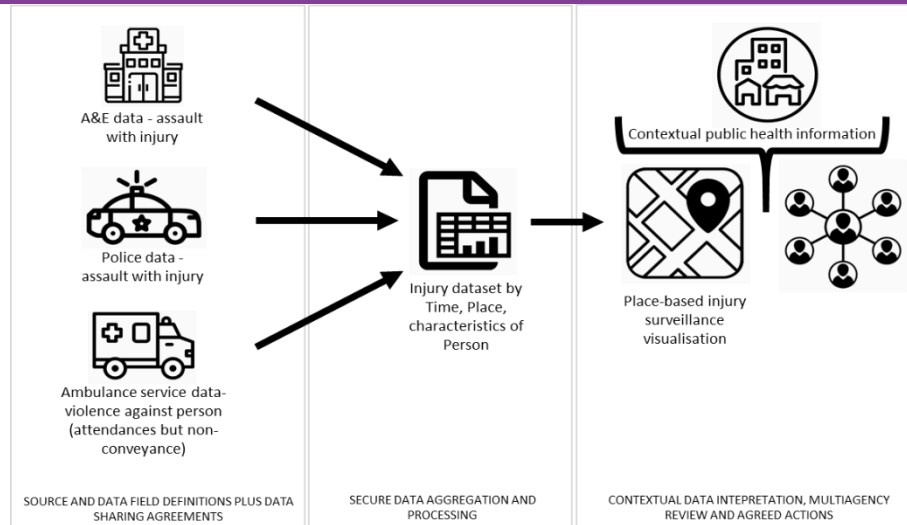 A&E data - assault
with injury
Police data -
assault with injury
Ambulance service data-
violence against person
(attendances but non-
conveyance)
SOURCE AND DATA FIELD DEFINITIONS PLUS DATA
SHARING AGREEMENTS
Injury dataset by
Time, Place,
characteristics of
Person
SECURE DATA AGGREGATION AND
PROCESSING
Contextual public health information
Place-based injury
surveillance
visualisation
CONTEXTUAL DATA INTEPRETATION, MULTIAGENCY
REVIEW AND AGREED ACTIONS